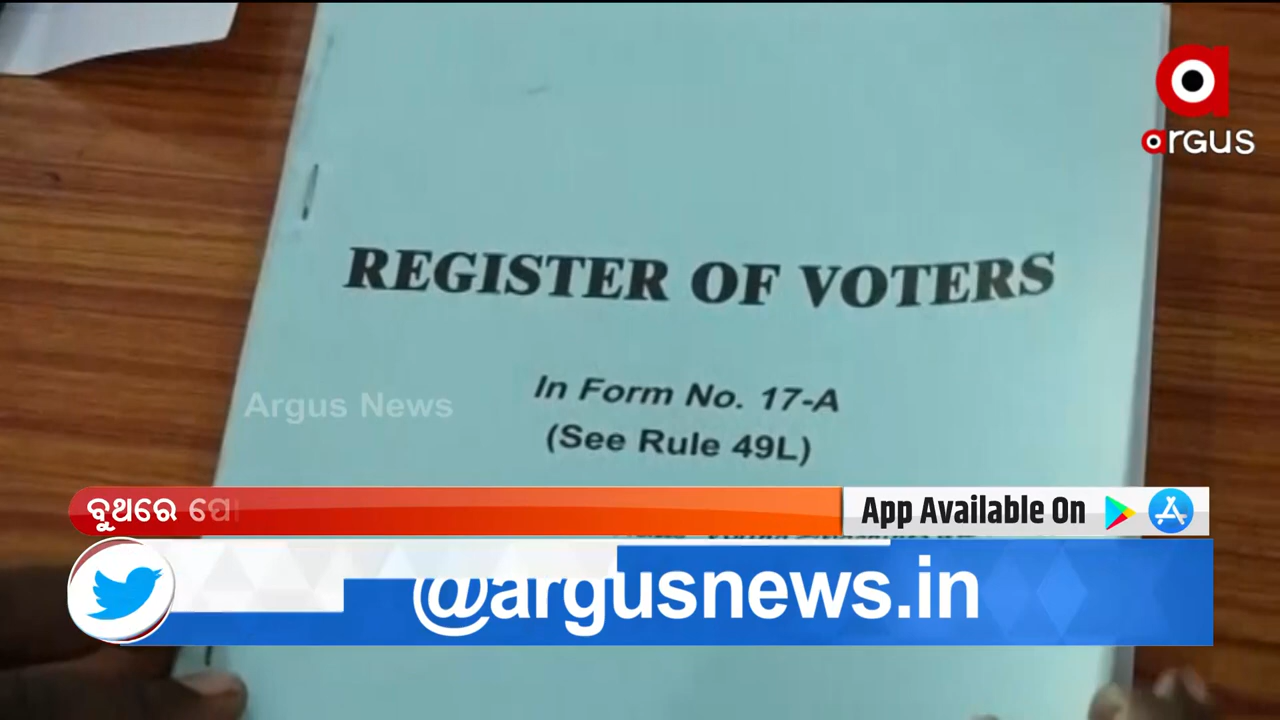 argus
REGISTER OF VOTERS
In Form No. 17-A
Argus News
(See Rule 49L)
ବୁଥରେ ପୋ
App Available On
@argusnews.in